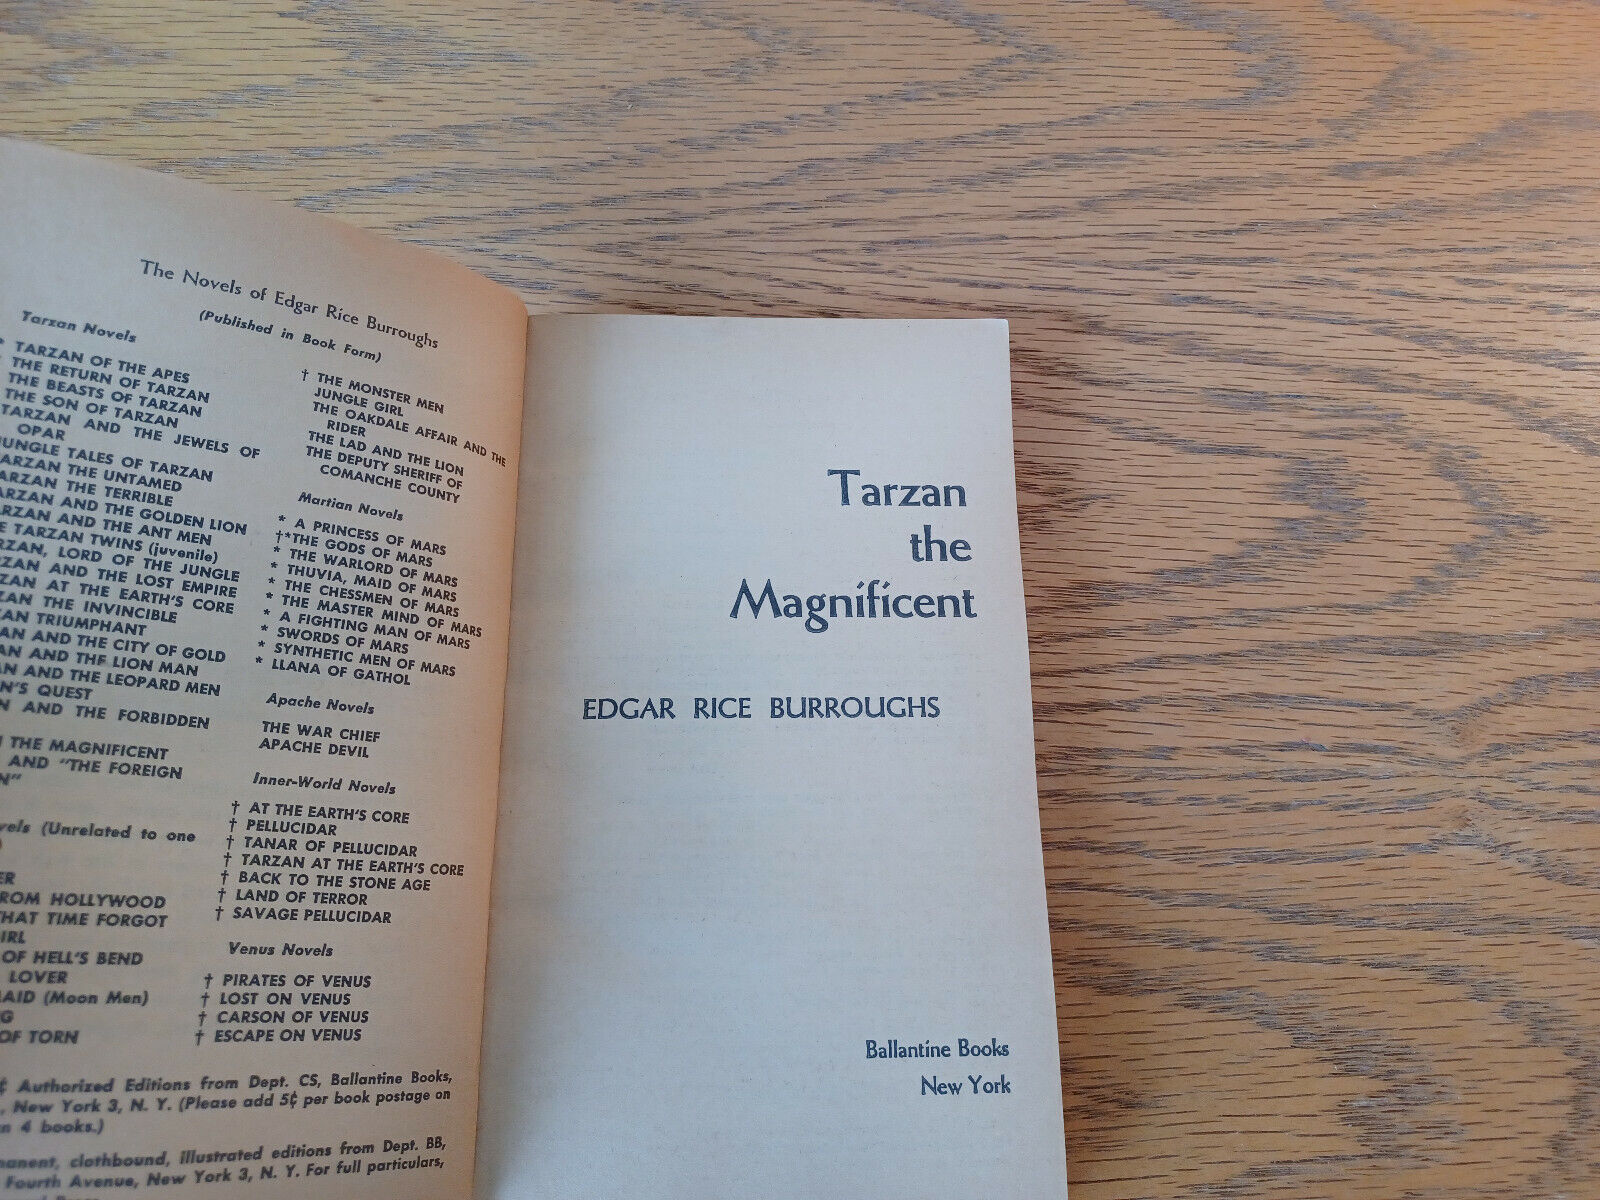 The Novels of Edgar Rice Burroughs
(Published in Book Form)
Tarzan Novels
* TARZAN OF THE APES
THE RETURN OF TARZAN
THE BEASTS OF TARZAN
THE SON OF TARZAN
TARZAN AND THE JEWELS OF
OPAR
JUNGLE TALES OF TARZAN
TARZAN THE UNTAMED
TARZAN THE TERRIBLE
TARZAN AND THE GOLDEN LION
TARZAN AND THE ANT MEN
TARZAN TWINS (juvenile)
LORD OF THE JUNGLE
AND THE LOST EMPIRE
AT THE EARTH'S CORE
THE INVINCIBLE
TRIUMPHANT
AND THE CITY OF GOLD
AND THE LION MAN
AND THE LEOPARD MEN
QUEST
AND THE FORBIDDEN
THE MAGNIFICENT
AND "THE FOREIGN
(Unrelated to one
FROM HOLLYWOOD
THAT TIME FORGOT
OF HELL'S BEND
LOVER
(Moon Men)
OF TORN
† THE MONSTER MEN
JUNGLE GIRL
THE OAKDALE AFFAIR AND THE
RIDER
THE LAD AND THE LION
THE DEPUTY SHERIFF OF
COMANCHE COUNTY
Martian Novels
* A PRINCESS OF MARS
†*THE GODS OF MARS
* THE WARLORD OF MARS
* THUVIA, MAID OF MARS
* THE CHESSMEN OF MARS
* THE MASTER MIND OF MARS
* A FIGHTING MAN OF MARS
* SWORDS OF MARS
* SYNTHETIC MEN OF MARS
* LLANA OF GATHOL
Apache Novels
THE WAR CHIEF
APACHE DEVIL
Inner-World Novels
† AT THE EARTH'S CORE
† PELLUCIDAR
† TANAR OF PELLUCIDAR
† TARZAN AT THE EARTH'S CORE
† BACK TO THE STONE AGE
† LAND OF TERROR
† SAVAGE PELLUCIDAR
Venus Novels
† PIRATES OF VENUS
† LOST ON VENUS
† CARSON OF VENUS
† ESCAPE ON VENUS
¢ Authorized Editions from Dept. CS, Ballantine Books,
, New York 3, N. Y. (Please add 5¢ per book postage on
4 books.)
clothbound, illustrated editions from Dept. BB,
Fourth Avenue, New York 3, N. Y. For full particulars,
Tarzan
the
Magnificent
EDGAR RICE BURROUGHS
Ballantine Books
New York